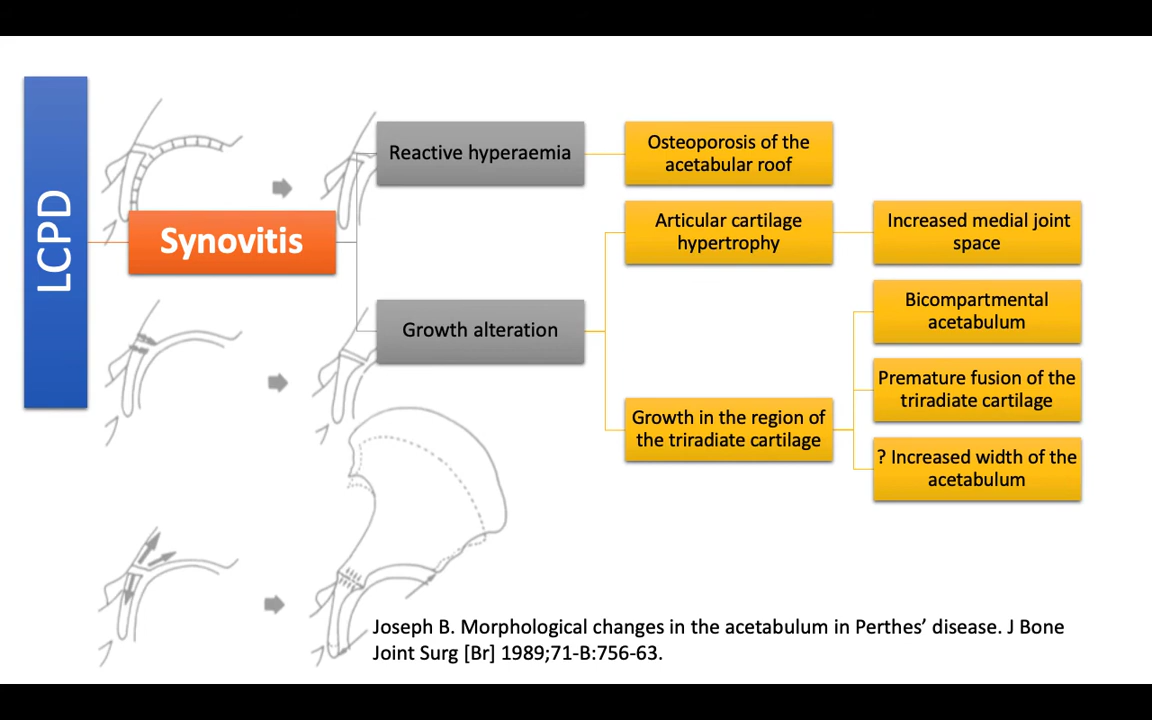 LCPD
Synovitis
Reactive hyperaemia
Osteoporosis of the
acetabular roof
Growth alteration
Articular cartilage
hypertrophy
Increased medial joint
space
Growth in the region of
the triradiate cartilage
Bicompartmental
acetabulum
Premature fusion of the
triradiate cartilage
? Increased width of the
acetabulum
Joseph B. Morphological changes in the acetabulum in Perthes’ disease. J Bone
Joint Surg [Br] 1989;71-B:756-63.